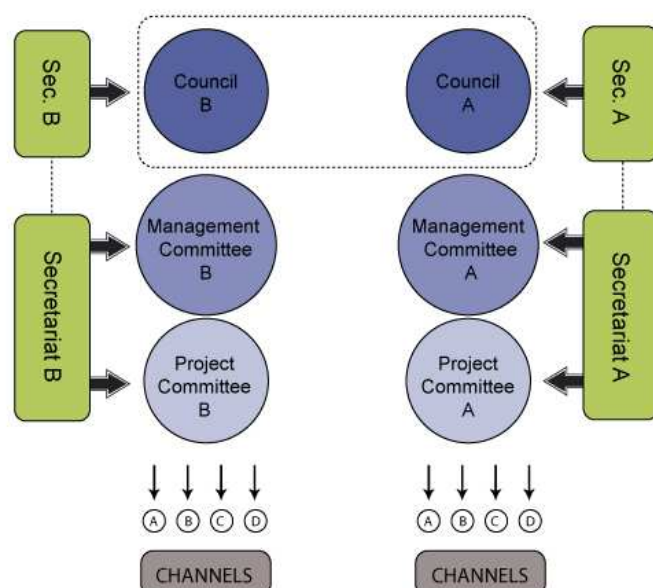 Sec. B
Council
B
Council
A
Sec. A
Secretariat B
Management
Committee
B
Management
Committee
A
Secretariat A
Project
Committee
B
Project
Committee
A
A B C D
A B C D
CHANNELS
CHANNELS